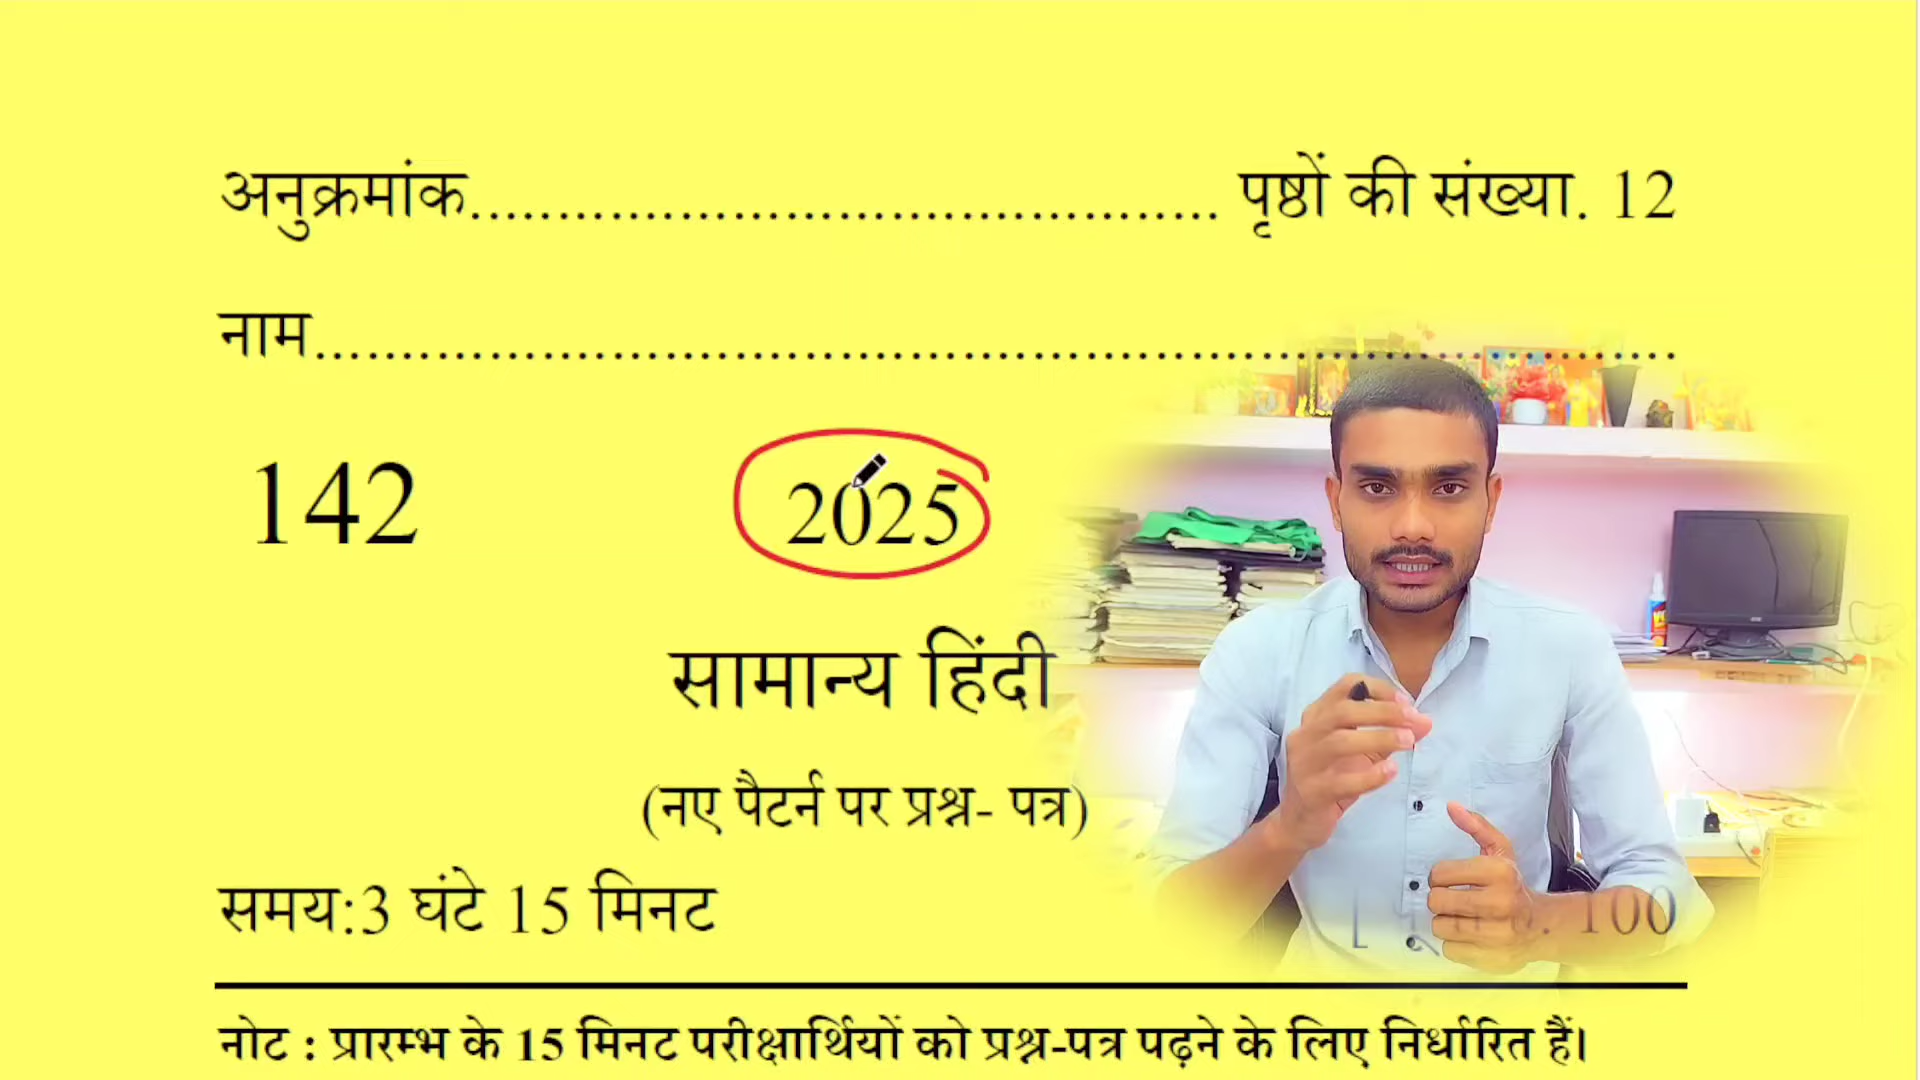 अनुक्रमांक.......................................... पृष्ठों की संख्या. 12
नाम....................................................................................
142 2025
सामान्य हिंदी
(नए पैटर्न पर प्रश्न- पत्र)
समय:3 घंटे 15 मिनट [ 100
नोट : प्रारम्भ के 15 मिनट परीक्षार्थियों को प्रश्न-पत्र पढ़ने के लिए निर्धारित हैं।